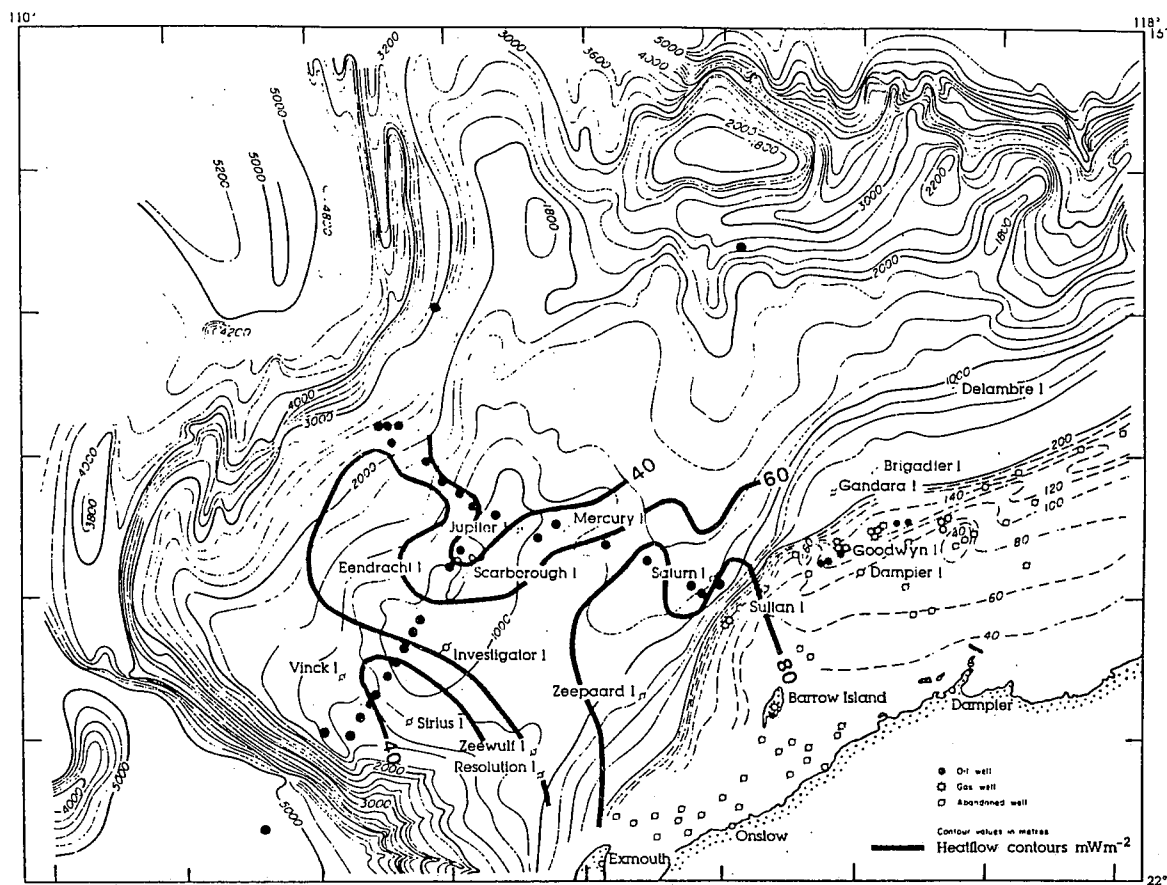 110°
118°
15°
3200
3000
3600
5000
4000
5000
5200
5000
4800
2000
1800
2200
3000
1800
1800
2000
4200
1000
Delambre 1
4000
3000
200
4000
2000
40
60
Brigadier 1
Gandara 1
140
120
100
3800
Jupiter 1
Mercury 1
80
Goodwyn 1
Eendracht 1
Scarborough 1
Saturn 1
Dampier 1
60
Sultan 1
1000
40
Investigator 1
Vinck 1
80
Zeepaard 1
Barrow Island
Dampier
Sirius 1
40
Zeewulf 1
Resolution 1
2000
3000
4000
5000
5000
Oil well
Gas well
Abandoned well
Contour values in metres
Heatflow contours mWm⁻²
Onslow
Exmouth
22°